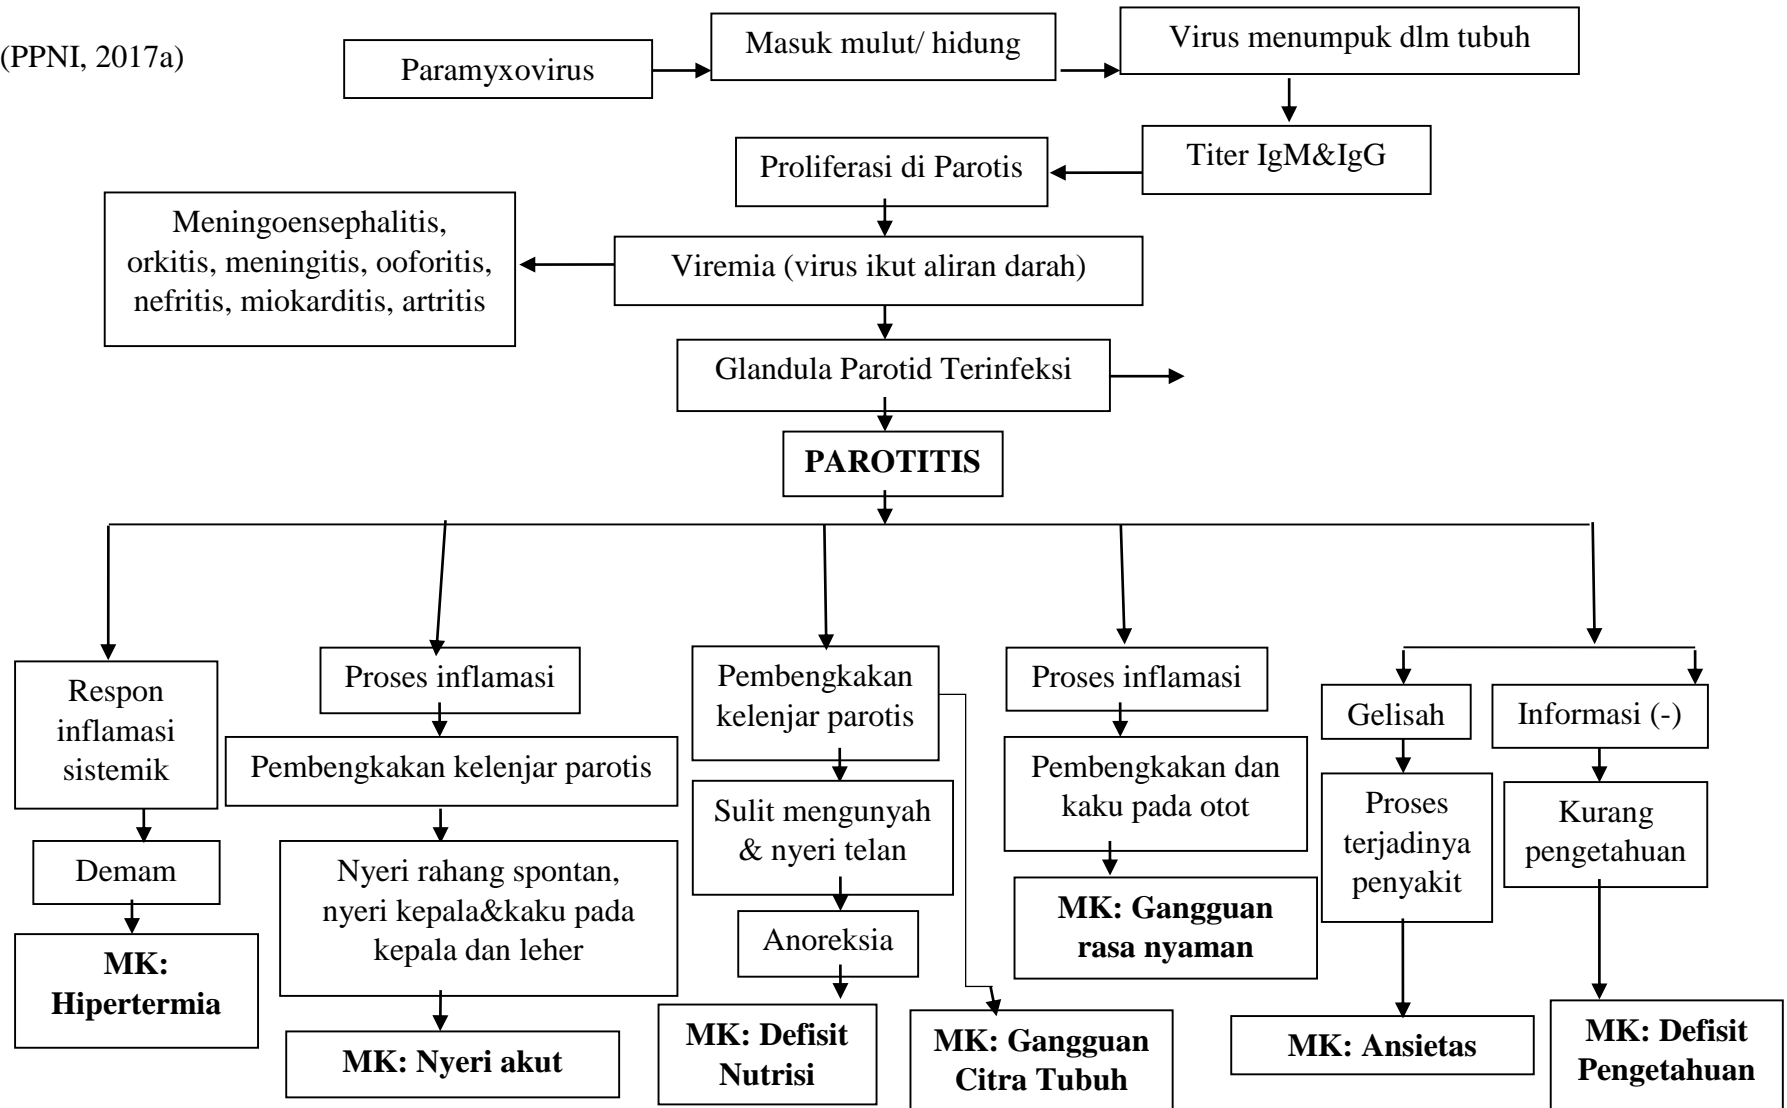 (PPNI, 2017a)
Paramyxovirus
Masuk mulut/ hidung
Virus menumpuk dlm tubuh
Titer IgM&IgG
Proliferasi di Parotis
Viremia (virus ikut aliran darah)
Meningoensephalitis,
orkitis, meningitis, ooforitis,
nefritis, miokarditis, artritis
Glandula Parotid Terinfeksi
PAROTITIS
Respon
inflamasi
sistemik
Demam
MK:
Hipertermia
Proses inflamasi
Pembengkakan kelenjar parotis
Nyeri rahang spontan,
nyeri kepala&kaku pada
kepala dan leher
MK: Nyeri akut
Pembengkakan
kelenjar parotis
Sulit mengunyah
& nyeri telan
Anoreksia
MK: Defisit
Nutrisi
MK: Gangguan
Citra Tubuh
Proses inflamasi
Pembengkakan dan
kaku pada otot
MK: Gangguan
rasa nyaman
Gelisah
Proses
terjadinya
penyakit
MK: Ansietas
Informasi (-)
Kurang
pengetahuan
MK: Defisit
Pengetahuan